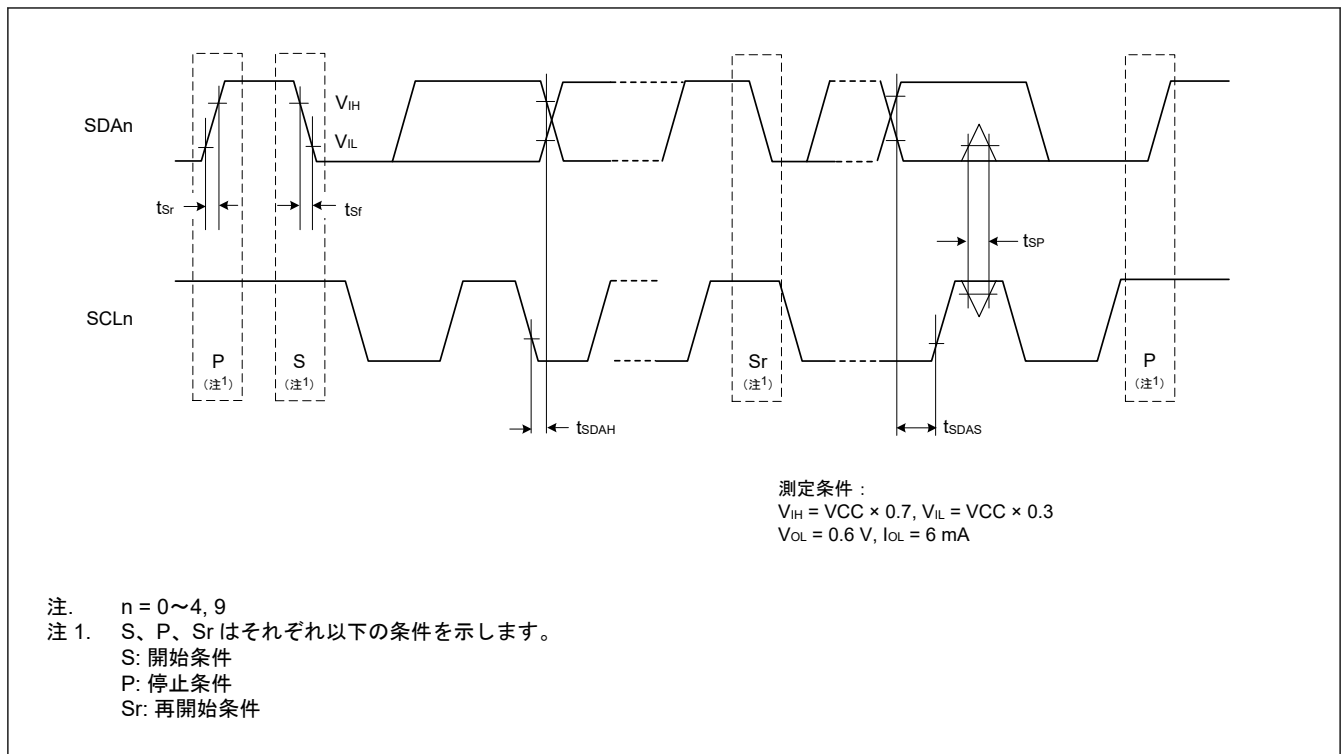 SDAn
VIH
VIL
tSr
tSf
tSP
SCLn
P
（注1）
S
（注1）
Sr
（注1）
P
（注1）
tSDAH
tSDAS
測定条件：
VIH = VCC × 0.7, VIL = VCC × 0.3
VOL = 0.6 V, IOL = 6 mA
注. n = 0～4, 9
注 1. S、P、Sr はそれぞれ以下の条件を示します。
S: 開始条件
P: 停止条件
Sr: 再開始条件